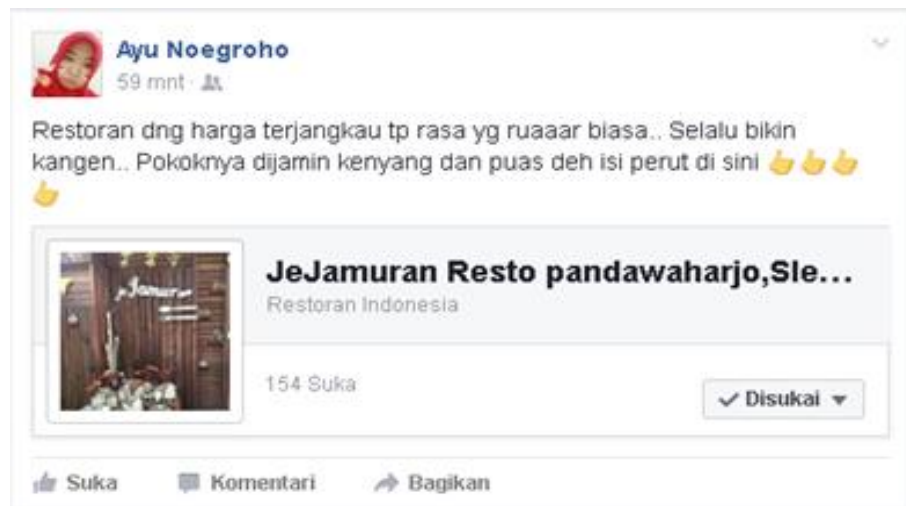 Ayu Noegroho
59 mnt ·
Restoran dng harga terjangkau tp rasa yg ruaaar biasa.. Selalu bikin
kangen.. Pokoknya dijamin kenyang dan puas deh isi perut di sini 👍👍👍
👍
JeJamuran Resto pandawaharjo,Sle...
Restoran Indonesia
Jamuran
154 Suka
Disukai
Suka Komentari Bagikan